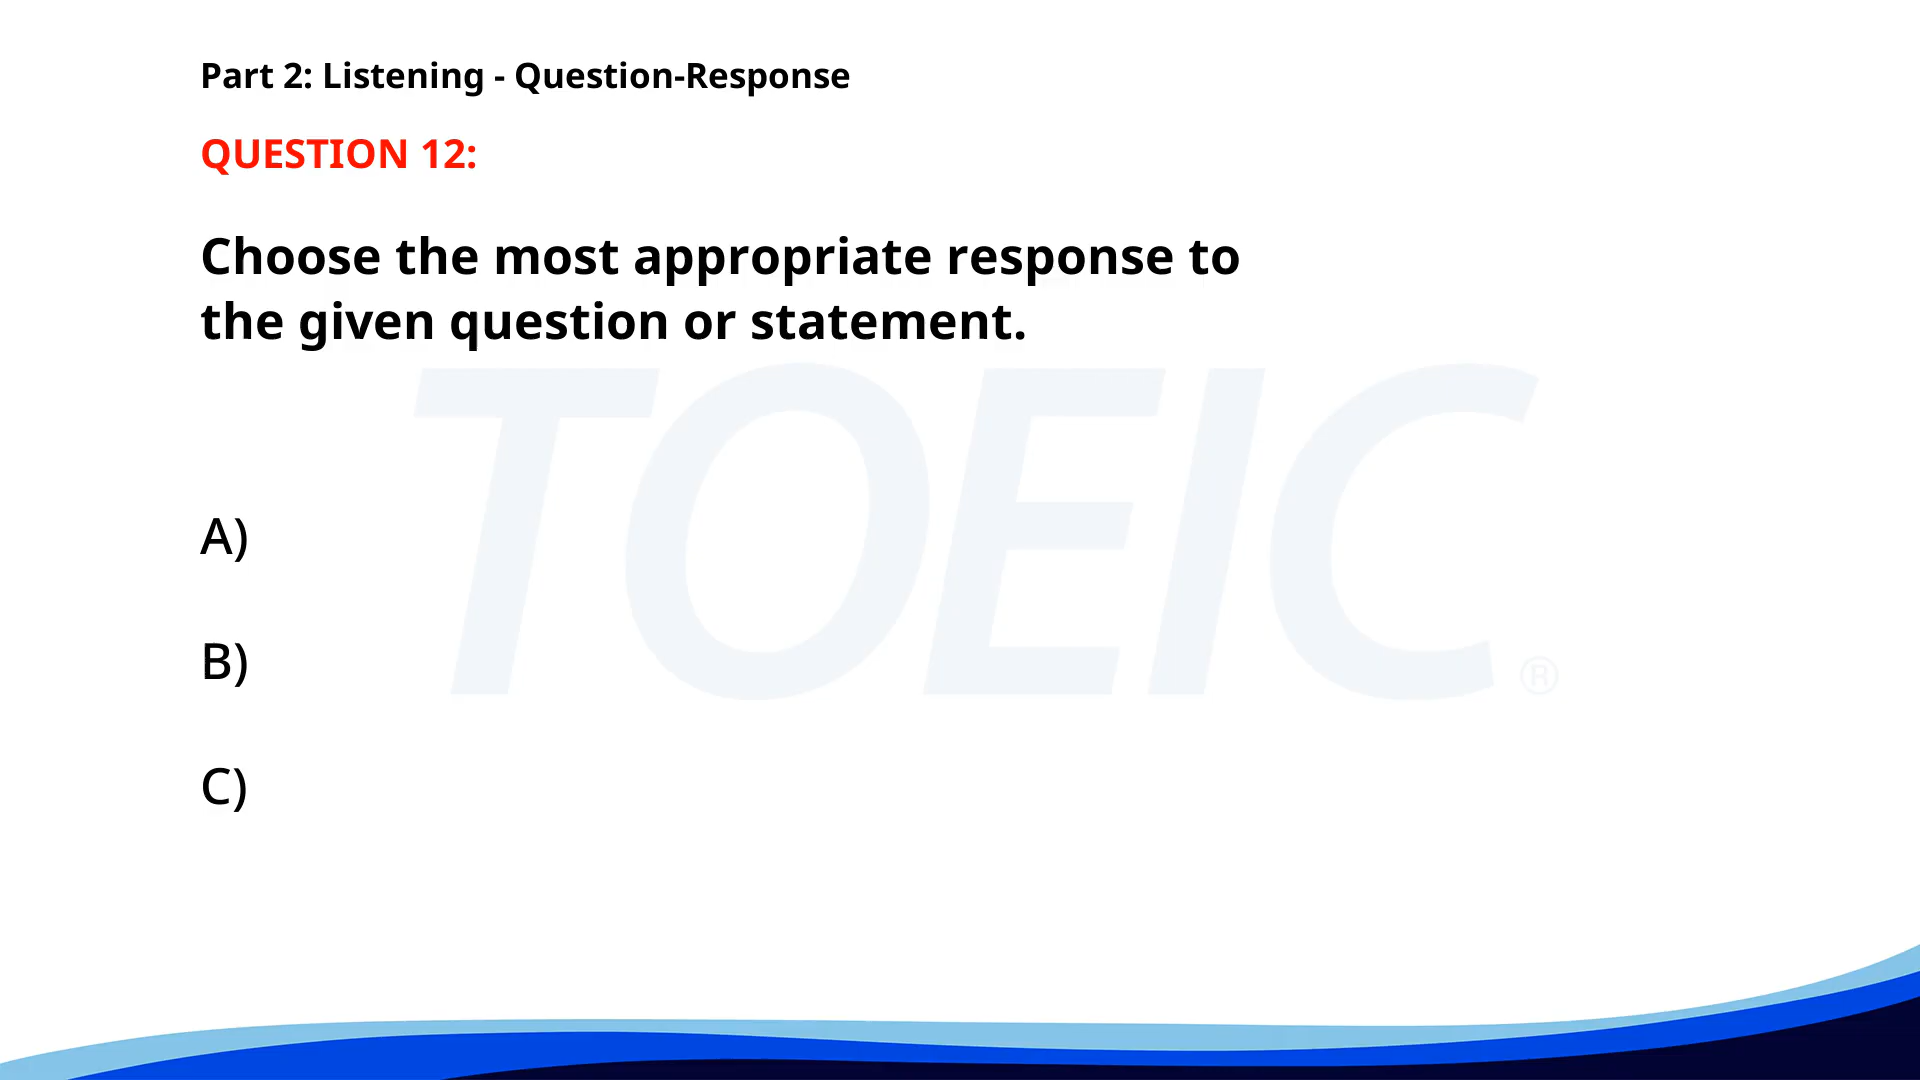 Part 2: Listening - Question-Response
QUESTION 12:
Choose the most appropriate response to
the given question or statement.
TOEIC®
A)
B)
C)